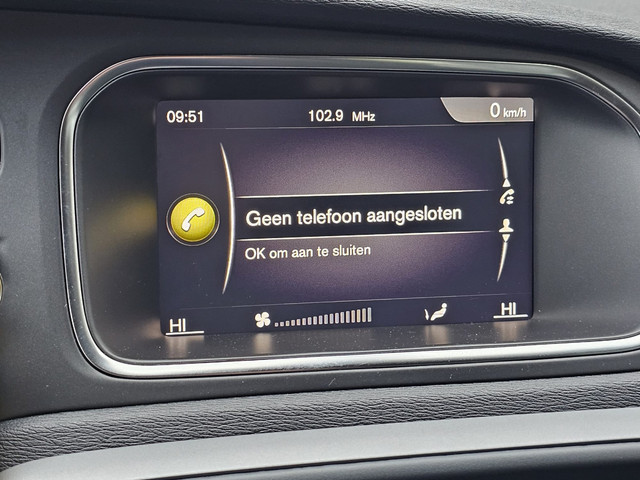 09:51 102.9 MHz 0 km/h
Geen telefoon aangesloten
OK om aan te sluiten
HI HI